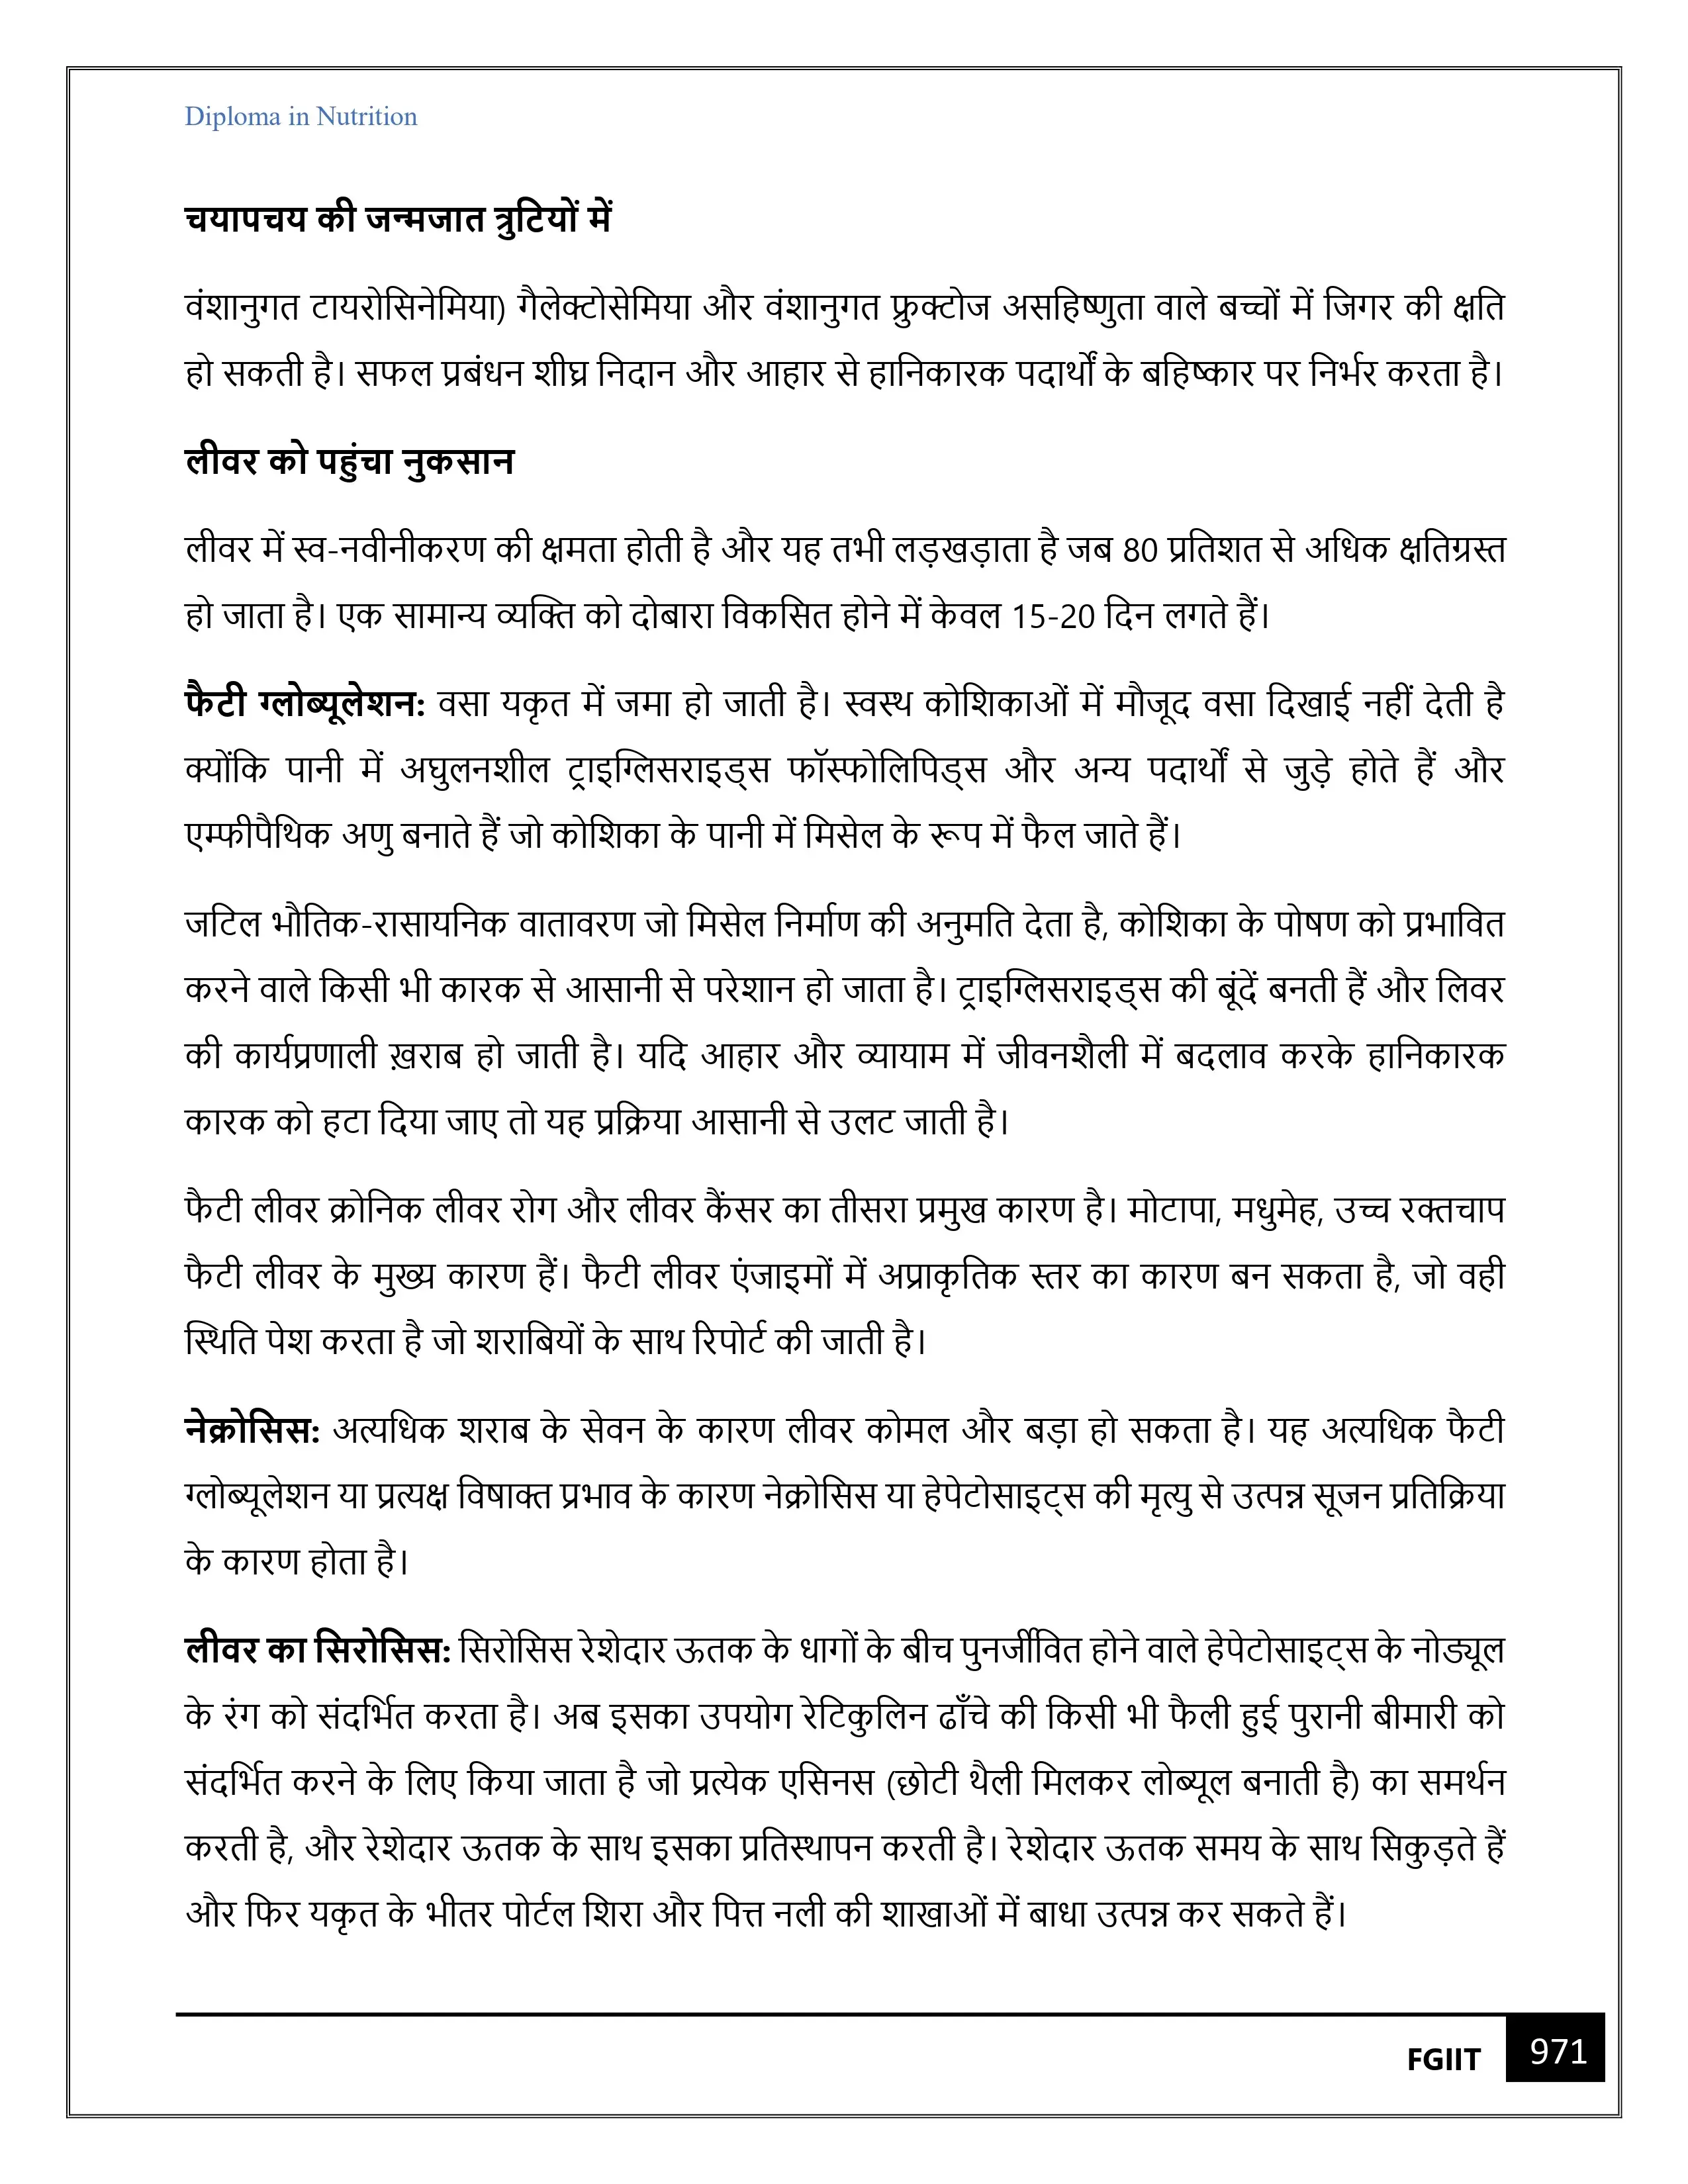 Diploma in Nutrition
चयापचय की जन्मजात त्रुटियों में
वंशानुगत टायरोसिनेमिया) गैलेक्टोसेमिया और वंशानुगत फ्रुक्टोज असहिष्णुता वाले बच्चों में जिगर की क्षति
हो सकती है। सफल प्रबंधन शीघ्र निदान और आहार से हानिकारक पदार्थों के बहिष्कार पर निर्भर करता है।
लीवर को पहुंचा नुकसान
लीवर में स्व-नवीनीकरण की क्षमता होती है और यह तभी लड़खड़ाता है जब 80 प्रतिशत से अधिक क्षतिग्रस्त
हो जाता है। एक सामान्य व्यक्ति को दोबारा विकसित होने में केवल 15-20 दिन लगते हैं।
फैटी ग्लोब्यूलेशन: वसा यकृत में जमा हो जाती है। स्वस्थ कोशिकाओं में मौजूद वसा दिखाई नहीं देती है
क्योंकि पानी में अघुलनशील ट्राइग्लिसराइड्स फॉस्फोलिपिड्स और अन्य पदार्थों से जुड़े होते हैं और
एम्फीपैथिक अणु बनाते हैं जो कोशिका के पानी में मिसेल के रूप में फैल जाते हैं।
जटिल भौतिक-रासायनिक वातावरण जो मिसेल निर्माण की अनुमति देता है, कोशिका के पोषण को प्रभावित
करने वाले किसी भी कारक से आसानी से परेशान हो जाता है। ट्राइग्लिसराइड्स की बूंदें बनती हैं और लिवर
की कार्यप्रणाली ख़राब हो जाती है। यदि आहार और व्यायाम में जीवनशैली में बदलाव करके हानिकारक
कारक को हटा दिया जाए तो यह प्रक्रिया आसानी से उलट जाती है।
फैटी लीवर क्रोनिक लीवर रोग और लीवर कैंसर का तीसरा प्रमुख कारण है। मोटापा, मधुमेह, उच्च रक्तचाप
फैटी लीवर के मुख्य कारण हैं। फैटी लीवर एंजाइमों में अप्राकृतिक स्तर का कारण बन सकता है, जो वही
स्थिति पेश करता है जो शराबियों के साथ रिपोर्ट की जाती है।
नेक्रोसिस: अत्यधिक शराब के सेवन के कारण लीवर कोमल और बड़ा हो सकता है। यह अत्यधिक फैटी
ग्लोब्यूलेशन या प्रत्यक्ष विषाक्त प्रभाव के कारण नेक्रोसिस या हेपेटोसाइट्स की मृत्यु से उत्पन्न सूजन प्रतिक्रिया
के कारण होता है।
लीवर का सिरोसिस: सिरोसिस रेशेदार ऊतक के धागों के बीच पुनर्जीवित होने वाले हेपेटोसाइट्स के नोड्यूल
के रंग को संदर्भित करता है। अब इसका उपयोग रेटिकुलिन ढाँचे की किसी भी फैली हुई पुरानी बीमारी को
संदर्भित करने के लिए किया जाता है जो प्रत्येक एसिनस (छोटी थैली मिलकर लोब्यूल बनाती है) का समर्थन
करती है, और रेशेदार ऊतक के साथ इसका प्रतिस्थापन करती है। रेशेदार ऊतक समय के साथ सिकुड़ते हैं
और फिर यकृत के भीतर पोर्टल शिरा और पित्त नली की शाखाओं में बाधा उत्पन्न कर सकते हैं।
FGIIT 971